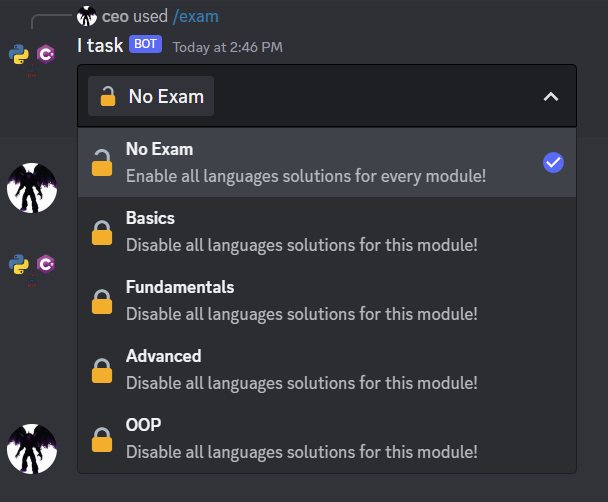 ceo used /exam
I task BOT Today at 2:46 PM
No Exam
No Exam
Enable all languages solutions for every module!
Basics
Disable all languages solutions for this module!
Fundamentals
Disable all languages solutions for this module!
Advanced
Disable all languages solutions for this module!
OOP
Disable all languages solutions for this module!